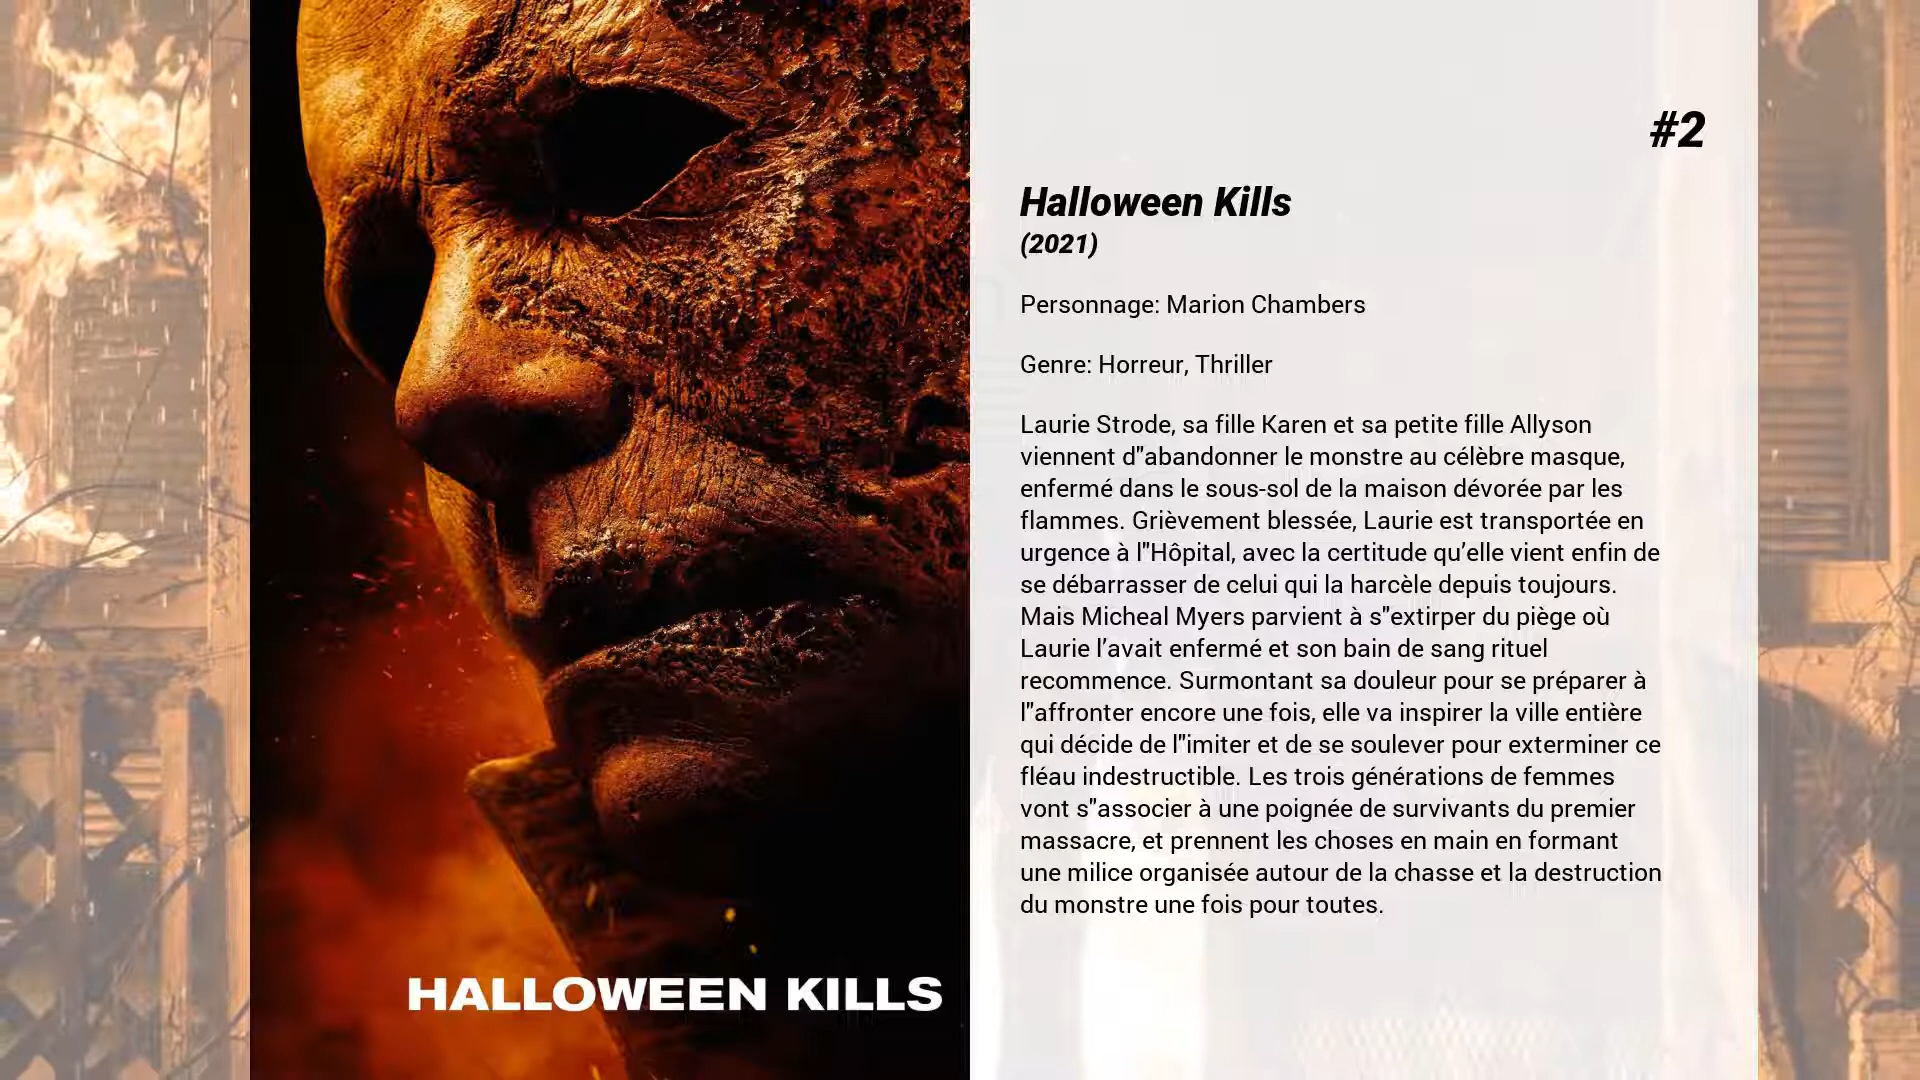 #2
Halloween Kills
(2021)
Personnage: Marion Chambers
Genre: Horreur, Thriller
Laurie Strode, sa fille Karen et sa petite fille Allyson
viennent d"abandonner le monstre au célèbre masque,
enfermé dans le sous-sol de la maison dévorée par les
flammes. Grièvement blessée, Laurie est transportée en
urgence à l"Hôpital, avec la certitude qu’elle vient enfin de
se débarrasser de celui qui la harcèle depuis toujours.
Mais Micheal Myers parvient à s"extirper du piège où
Laurie l’avait enfermé et son bain de sang rituel
recommence. Surmontant sa douleur pour se préparer à
l"affronter encore une fois, elle va inspirer la ville entière
qui décide de l"imiter et de se soulever pour exterminer ce
fléau indestructible. Les trois générations de femmes
vont s"associer à une poignée de survivants du premier
massacre, et prennent les choses en main en formant
une milice organisée autour de la chasse et la destruction
du monstre une fois pour toutes.
HALLOWEEN KILLS